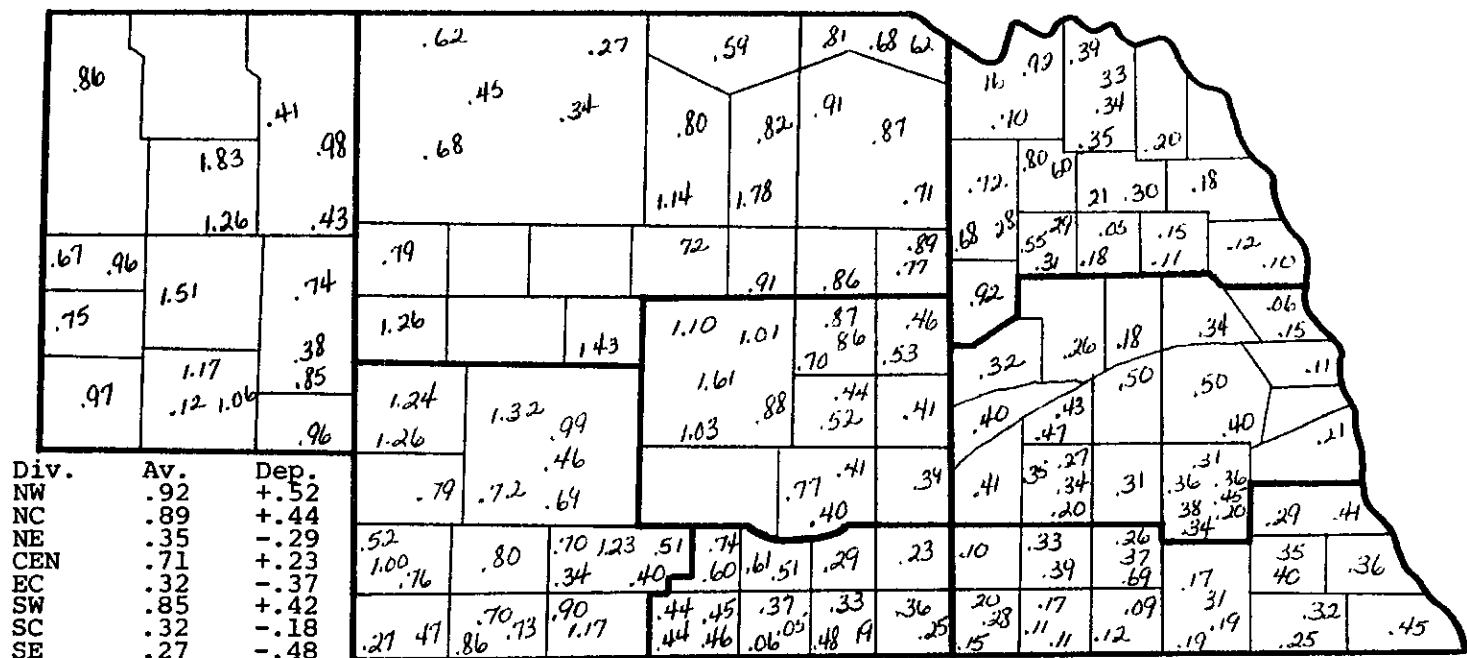 .62 .27 .59 .81 .68 62
.86 .45 .34 .80 .82 .91 .87 .72 .39 33 .34 .35 .20
.41 .98 .68 .10
1.83 .80 60
1.26 .43 1.14 1.78 .71 .72 21 .30 .18
.67 .96 .79 72 .89 .77 .68 28 .55 .29 .31 .05 .18 .15 .11 .12 .10
1.51 .74 .91 .86 .92 .06 .15
.75 1.26 1.43 1.10 1.01 .87 86 .70 .46 .53 .32 .26 .18 .34 .11
.38 .85
1.17 .12 1.06 1.24 1.26 1.32 .99 .46 1.61 .88 1.03 .44 .52 .41 .40 .43 .47 .50 .50 .40 .21
.97 .96
Div. Av. Dep.
NW .92 +.52
NC .89 +.44
NE .35 -.29
CEN .71 +.23
EC .32 -.37
SW .85 +.42
SC .32 -.18
SE .27 -.48
.79 .72 .69 .77 .41 .40 .39 .41 .35 .27 .34 .20 .31 .31 .36 .36 .45 38 .20 .34 .29 .41
.52 1.00 .76 .80 .70 1.23 .51 .34 .40 .74 .60 .61 .51 .29 .23 .10 .33 .39 .26 37 .69 35 40 .36
.27 47 .70 .86 .73 .90 1.17 .44 .45 .44 .46 .37 .06 .05 .33 .48 19 .36 .25 20 .28 .15 .17 .11 .11 .09 .12 .17 31 .19 .19 .32 .25 .45